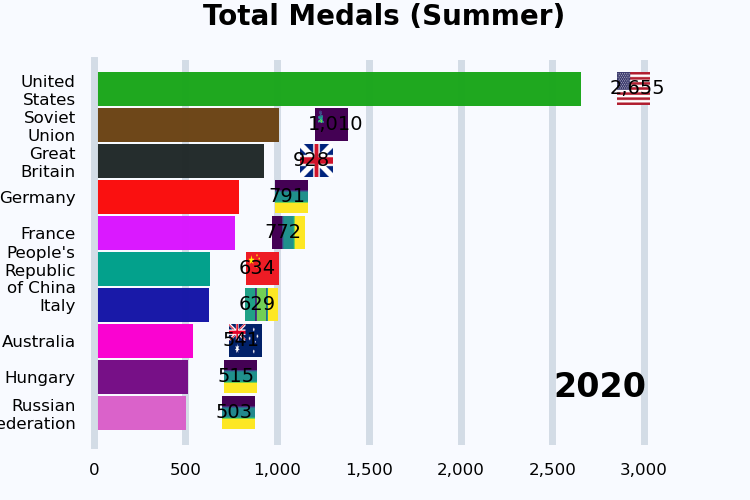 Total Medals (Summer)
United
States
2,655
Soviet
Union
1,010
Great
Britain
928
Germany
791
France
772
People's
Republic
of China
634
Italy
629
Australia
541
Hungary
515
Russian
ederation
503
2020
0 500 1,000 1,500 2,000 2,500 3,000